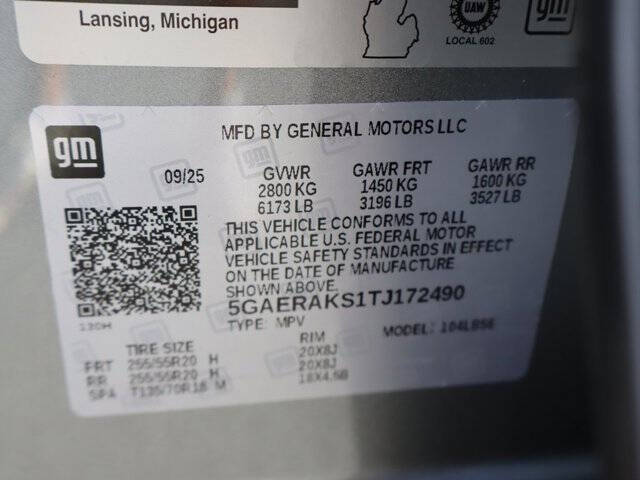 Lansing, Michigan
UAW
LOCAL 602
gm
gm
MFD BY GENERAL MOTORS LLC
09/25 GVWR GAWR FRT GAWR RR
2800 KG 1450 KG 1600 KG
6173 LB 3196 LB 3527 LB
THIS VEHICLE CONFORMS TO ALL
APPLICABLE U.S. FEDERAL MOTOR
VEHICLE SAFETY STANDARDS IN EFFECT
ON THE DATE OF MANUFACTURE
SHOWN ABOVE.
5GAERAKS1TJ172490
TYPE: MPV MODEL:
TIRE SIZE RIM
FRT 255/55R20 H 20X8J
RR 255/55R20 H 20X8J
SPA T135/70R18 M 18X4.5B